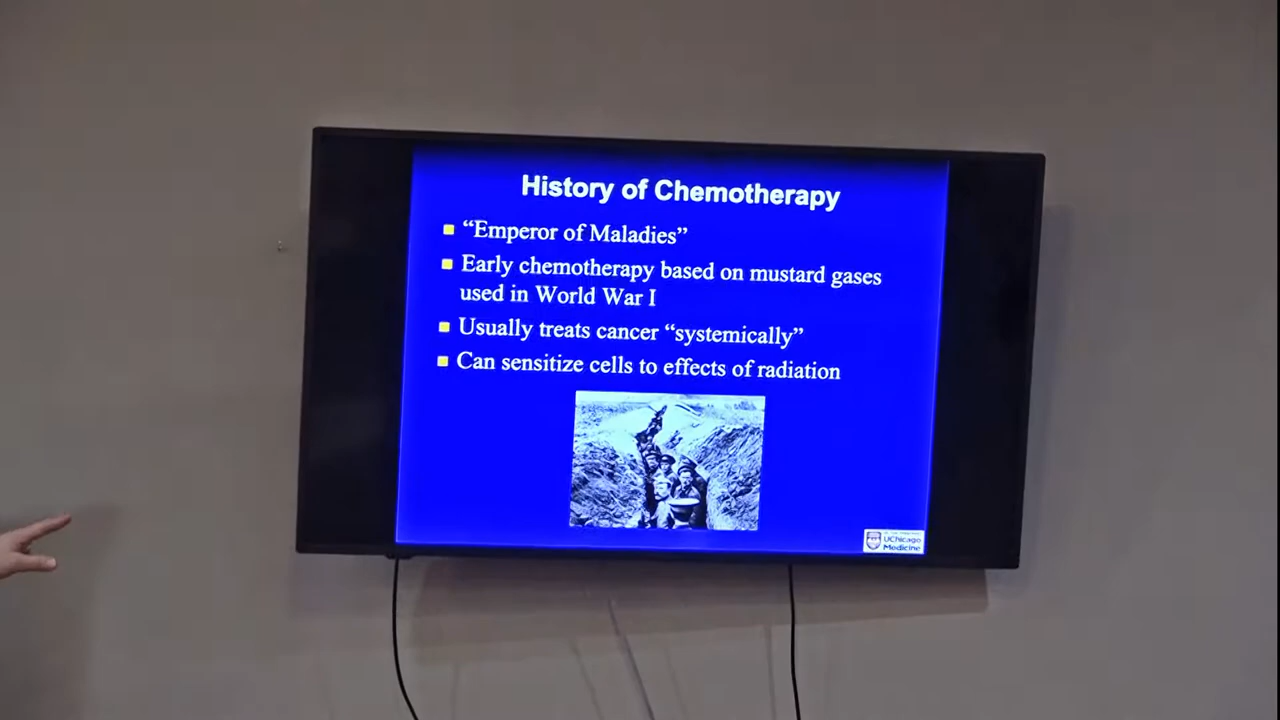 History of Chemotherapy
“Emperor of Maladies”
Early chemotherapy based on mustard gases
used in World War I
Usually treats cancer “systemically”
Can sensitize cells to effects of radiation
UChicago
Medicine